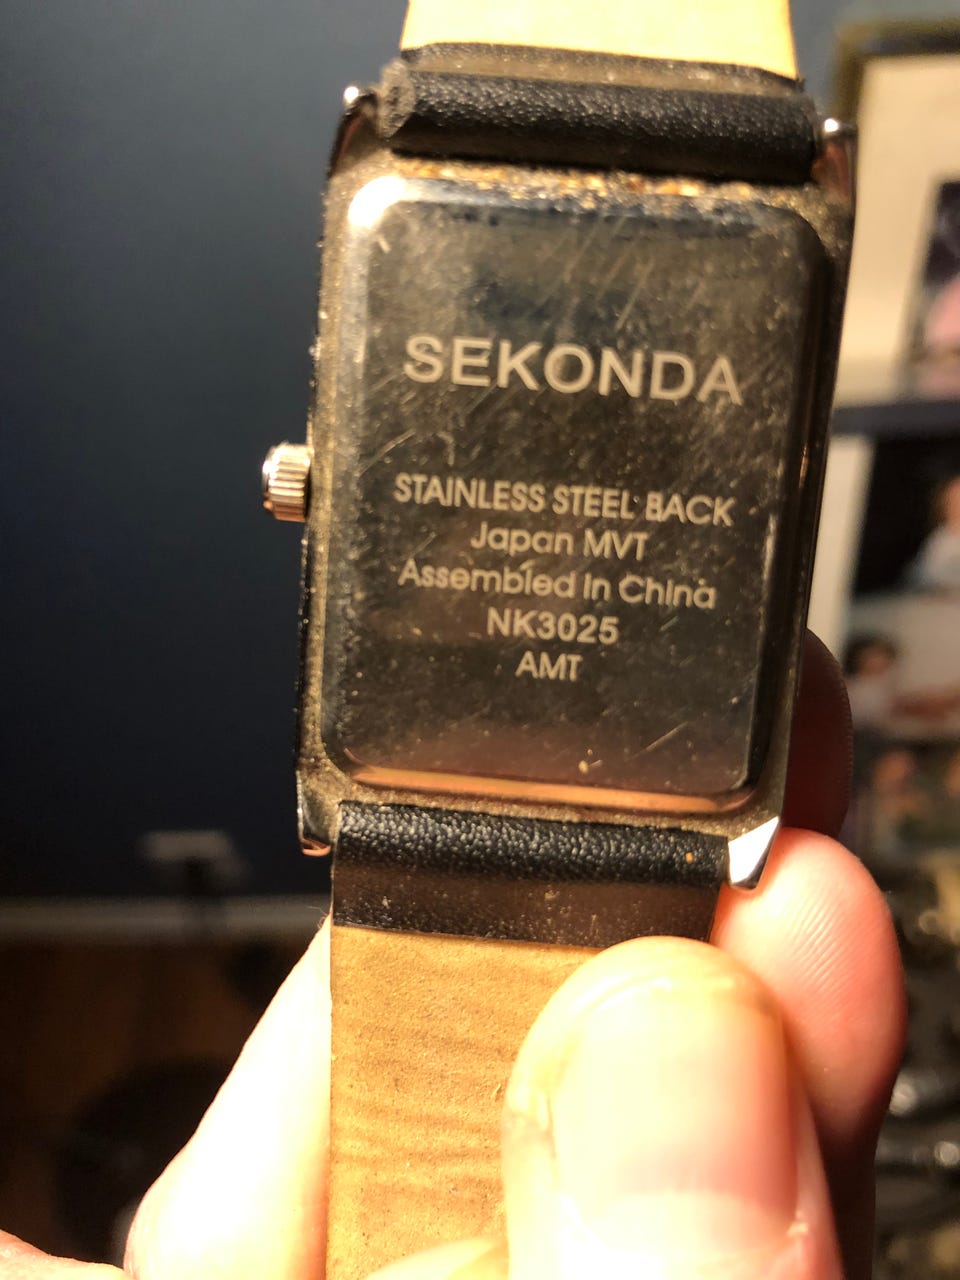 SEKONDA
STAINLESS STEEL BACK
Japan MVT
Assembled in China
NK3025
AMT